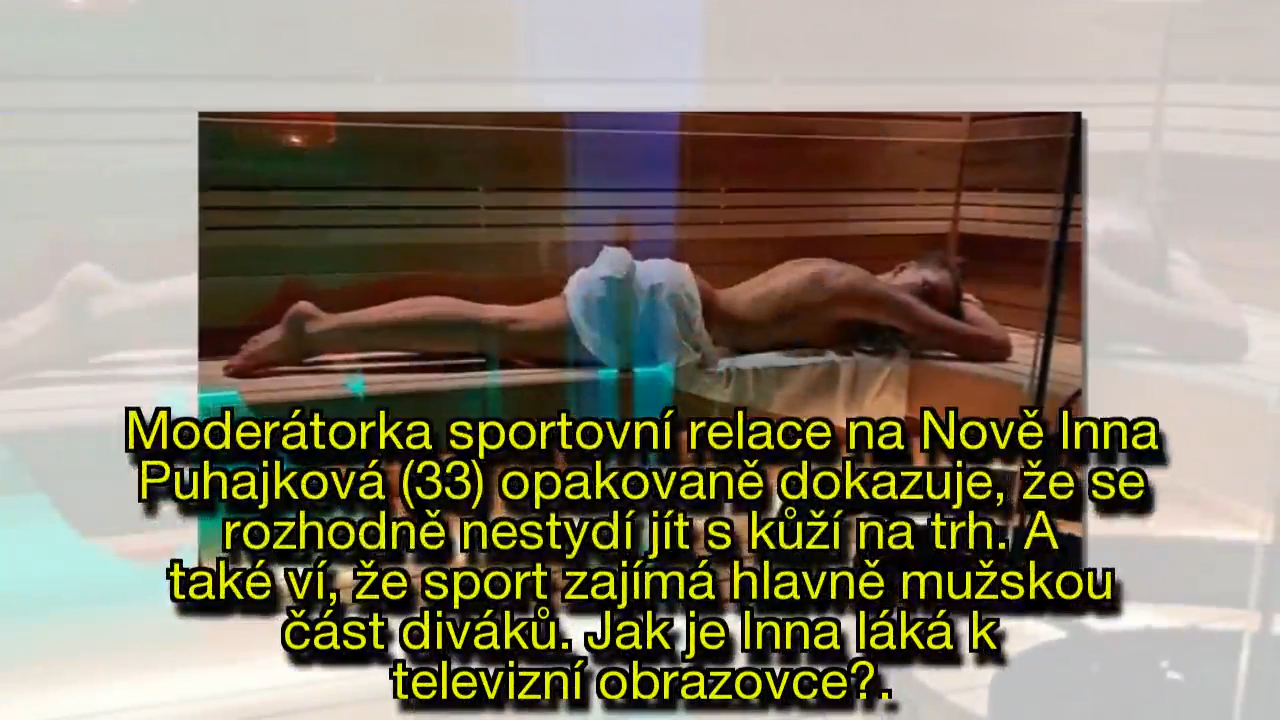 Moderátorka sportovní relace na Nově Inna
Puhajková (33) opakovaně dokazuje, že se
rozhodně nestydí jít s kůží na trh. A
také ví, že sport zajímá hlavně mužskou
část diváků. Jak je Inna láká k
televizní obrazovce?.